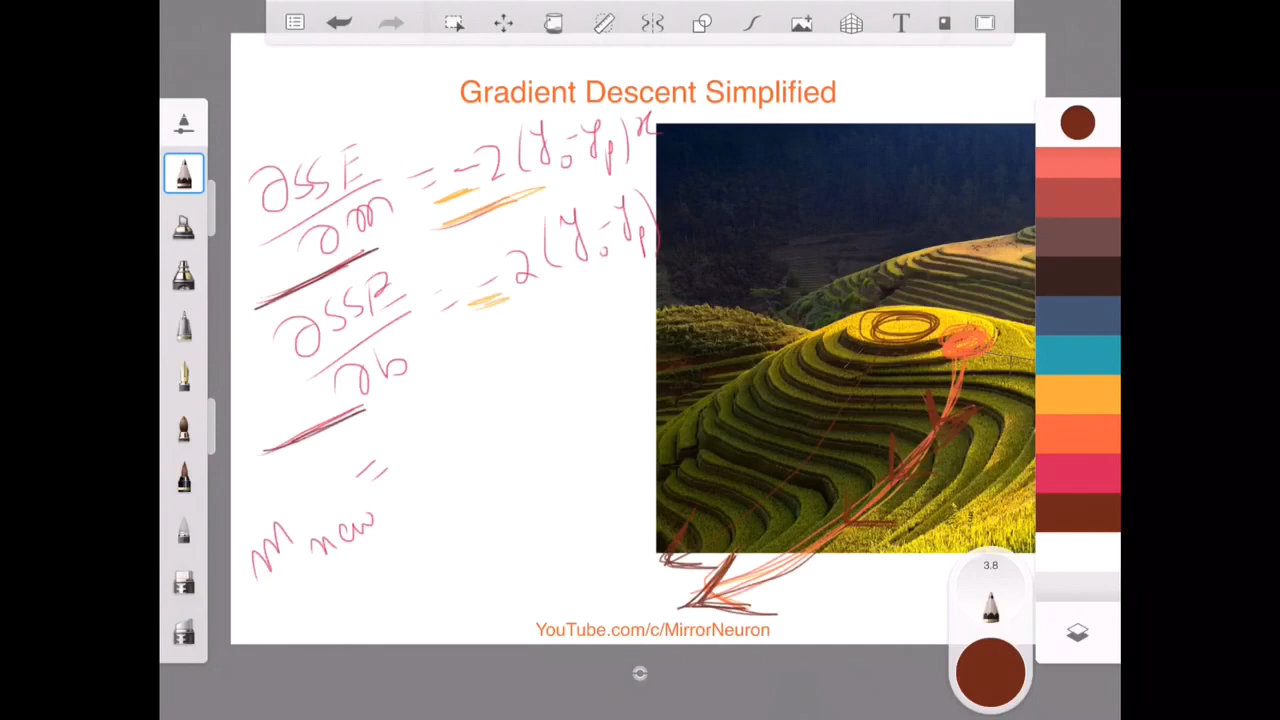 Gradient Descent Simplified
∂SSE/∂m = -2(y₀-yₚ)x
∂SSE/∂b = -2(y₀-yₚ)
m new =
YouTube.com/c/MirrorNeuron
T
3.8